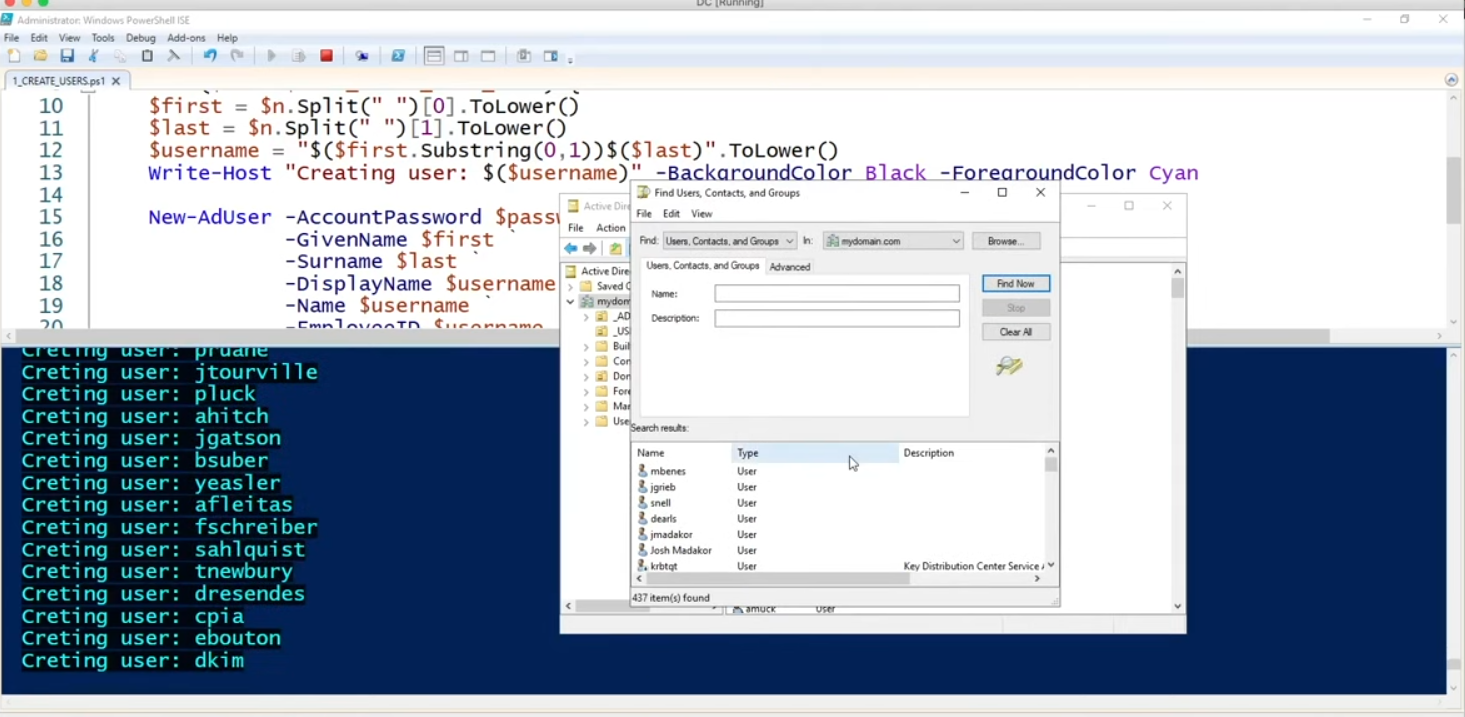 DC [Running]
Administrator: Windows PowerShell ISE
File Edit View Tools Debug Add-ons Help
1_CREATE_USERS.ps1
10 $first = $n.Split(" ")[0].ToLower()
11 $last = $n.Split(" ")[1].ToLower()
12 $username = "$($first.Substring(0,1))$($last)".ToLower()
13 Write-Host "Creating user: $($username)" -BackgroundColor Black -ForegroundColor Cyan
14
15 New-AdUser -AccountPassword
16 -GivenName $first `
17 -Surname $last `
18 -DisplayName $username
19 -Name $username `
20 -EmployeeID $username
Creting user: pruane
Creting user: jtourville
Creting user: pluck
Creting user: ahitch
Creting user: jgatson
Creting user: bsuber
Creting user: yeasler
Creting user: afleitas
Creting user: fschreiber
Creting user: sahlquist
Creting user: tnewbury
Creting user: dresendes
Creting user: cpia
Creting user: ebouton
Creting user: dkim
Active Dire
File Action
Active Dire
Saved
mydom
_AD
_US
Buil
Con
Don
Fore
Mar
Use
amuck User
Find Users, Contacts, and Groups
File Edit View
Find: Users, Contacts, and Groups In: mydomain.com Browse...
Users, Contacts, and Groups Advanced
Name:
Description:
Find Now
Stop
Clear All
Search results:
Name Type Description
mbenes User
jgrieb User
snell User
dearls User
jmadakor User
Josh Madakor User
krbtgt User Key Distribution Center Service
437 item(s) found